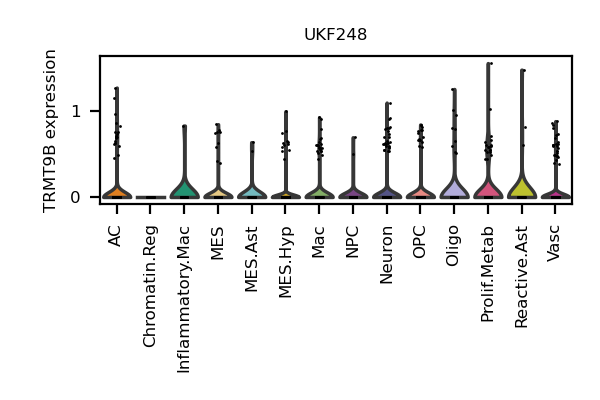 UKF248
TRMT9B expression
1
0
AC
Chromatin.Reg
Inflammatory.Mac
MES
MES.Ast
MES.Hyp
Mac
NPC
Neuron
OPC
Oligo
Prolif.Metab
Reactive.Ast
Vasc